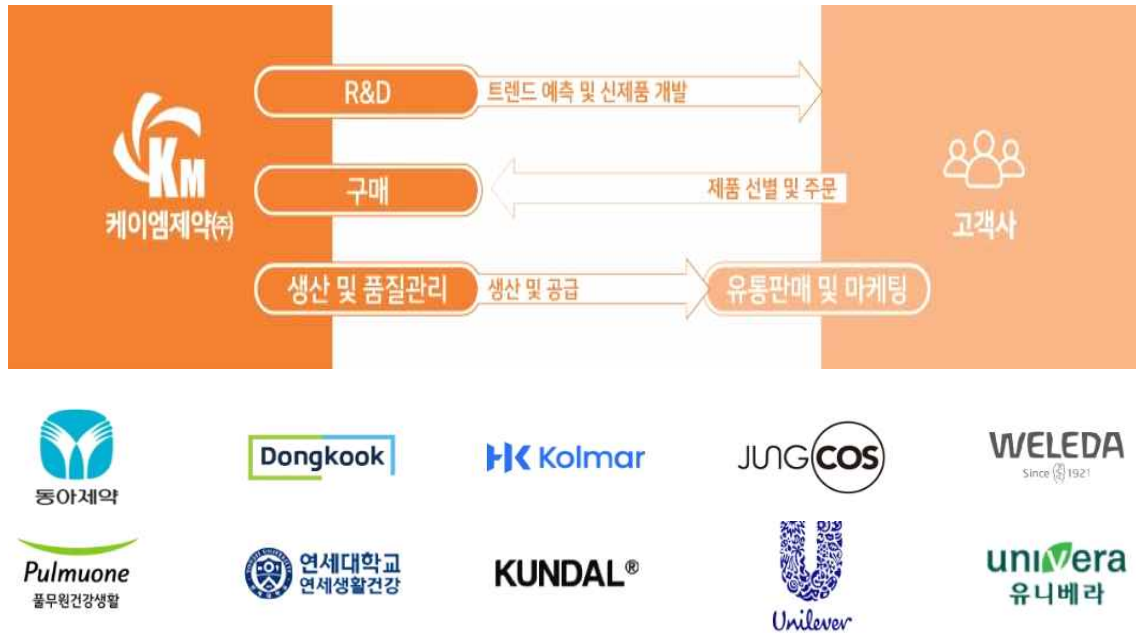 R&D
트렌드 예측 및 신제품 개발
KM
케이엠제약㈜
구매
제품 선별 및 주문
고객사
생산 및 품질관리
생산 및 공급
유통판매 및 마케팅
동아제약
Dongkook
HK Kolmar
JUNGCOS
WELEDA
Since 1921
Pulmuone
풀무원건강생활
연세대학교
연세생활건강
KUNDAL®
U
Unilever
univera
유니베라